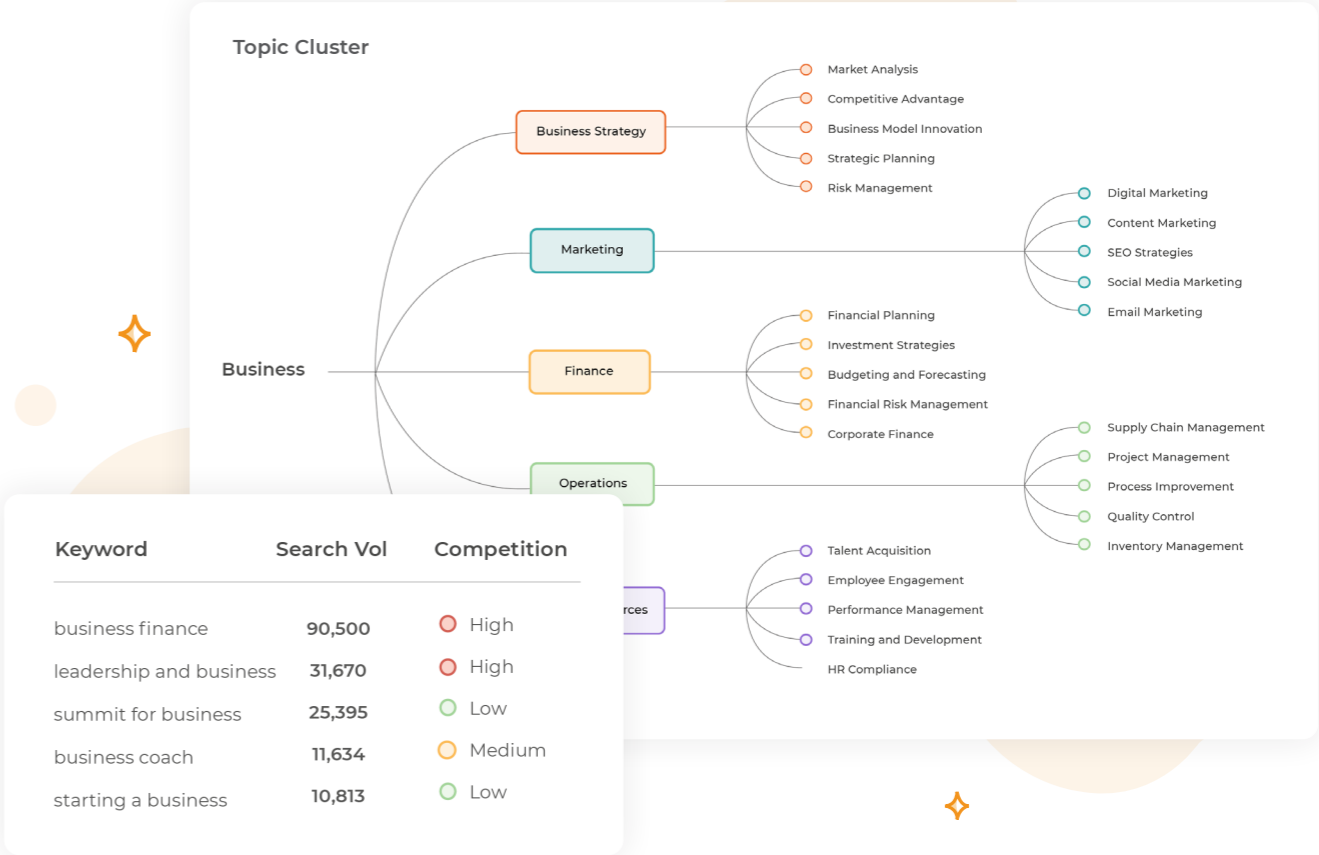 Topic Cluster
Business
Business Strategy
Market Analysis
Competitive Advantage
Business Model Innovation
Strategic Planning
Risk Management
Marketing
Digital Marketing
Content Marketing
SEO Strategies
Social Media Marketing
Email Marketing
Finance
Financial Planning
Investment Strategies
Budgeting and Forecasting
Financial Risk Management
Corporate Finance
Operations
Supply Chain Management
Project Management
Process Improvement
Quality Control
Inventory Management
rces
Talent Acquisition
Employee Engagement
Performance Management
Training and Development
HR Compliance
Keyword Search Vol Competition
business finance 90,500 High
leadership and business 31,670 High
summit for business 25,395 Low
business coach 11,634 Medium
starting a business 10,813 Low